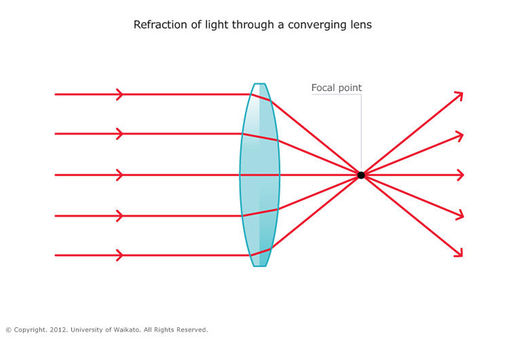 Refraction of light through a converging lens
Focal point
© Copyright. 2012. University of Waikato. All Rights Reserved.